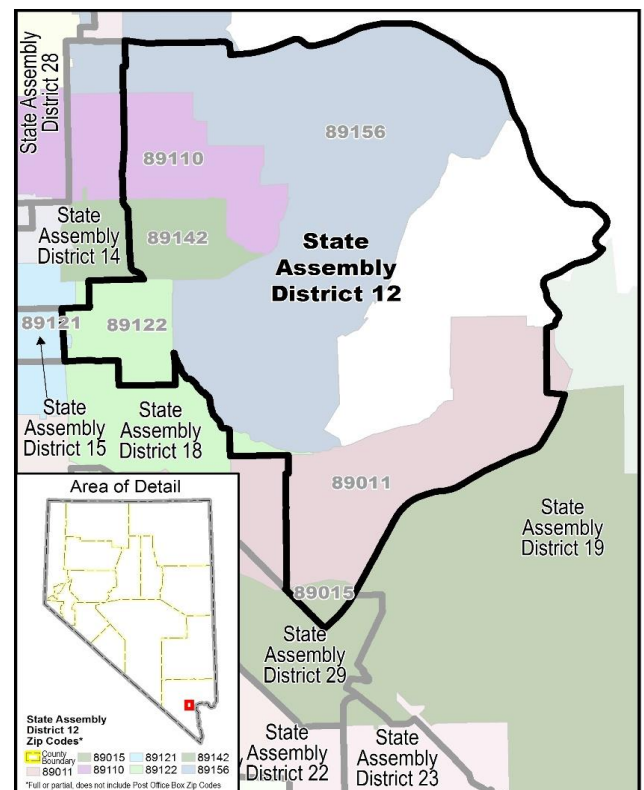 State Assembly
District 28
89156
89110
State
Assembly
District 14
89142
State
Assembly
District 12
89121
89122
State
Assembly
District 15
State
Assembly
District 18
89011
State
Assembly
District 19
89015
State
Assembly
District 29
State
Assembly
District 22
State
Assembly
District 23
Area of Detail
State Assembly
District 12
Zip Codes*
County
Boundary
89015
89121
89142
89011
89110
89122
89156
*Full or partial, does not include Post Office Box Zip Codes